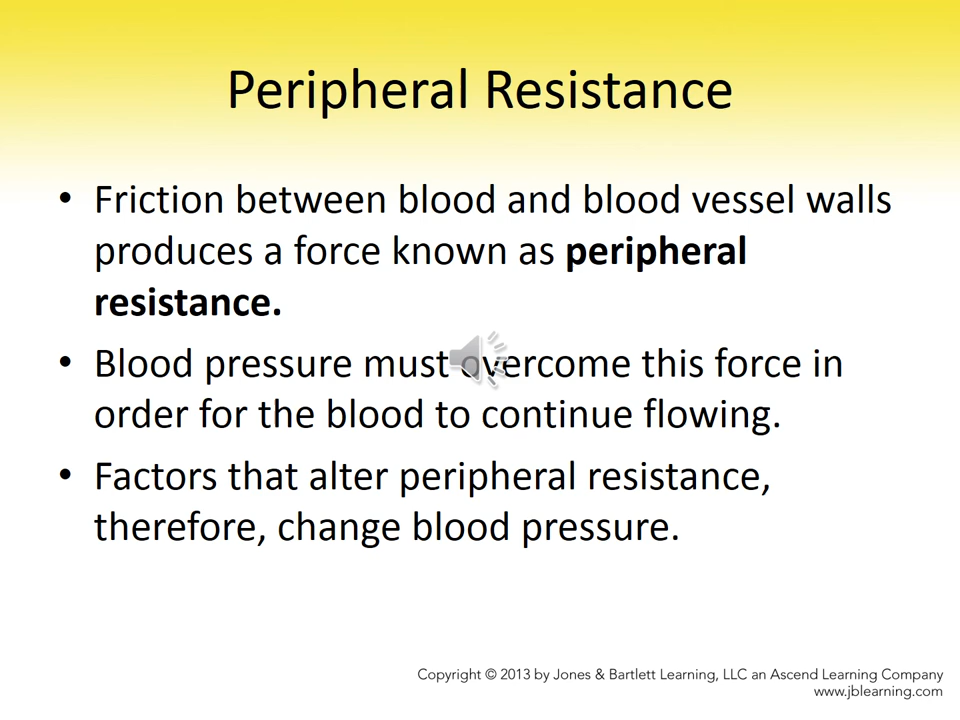 Peripheral Resistance
• Friction between blood and blood vessel walls
produces a force known as peripheral
resistance.
• Blood pressure must overcome this force in
order for the blood to continue flowing.
• Factors that alter peripheral resistance,
therefore, change blood pressure.
Copyright © 2013 by Jones & Bartlett Learning, LLC an Ascend Learning Company
www.jblearning.com